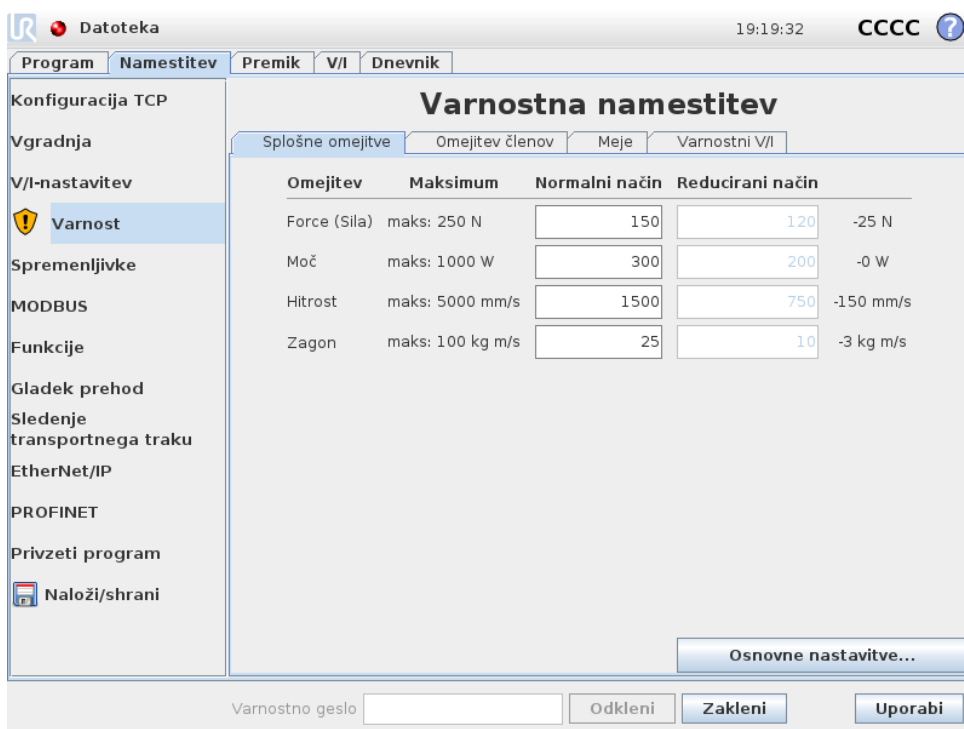 UR Datoteka 19:19:32 CCCC ?
Program Namestitev Premik V/I Dnevnik
Konfiguracija TCP
Vgradnja
V/I-nastavitev
Varnost
Spremenljivke
MODBUS
Funkcije
Gladek prehod
Sledenje
transportnega traku
EtherNet/IP
PROFINET
Privzeti program
Naloži/shrani
Varnostna namestitev
Splošne omejitve Omejitev členov Meje Varnostni V/I
Omejitev Maksimum Normalni način Reducirani način
Force (Sila) maks: 250 N 150 120 -25 N
Moč maks: 1000 W 300 200 -0 W
Hitrost maks: 5000 mm/s 1500 750 -150 mm/s
Zagon maks: 100 kg m/s 25 10 -3 kg m/s
Osnovne nastavitve...
Varnostno geslo Odkleni Zakleni Uporabi